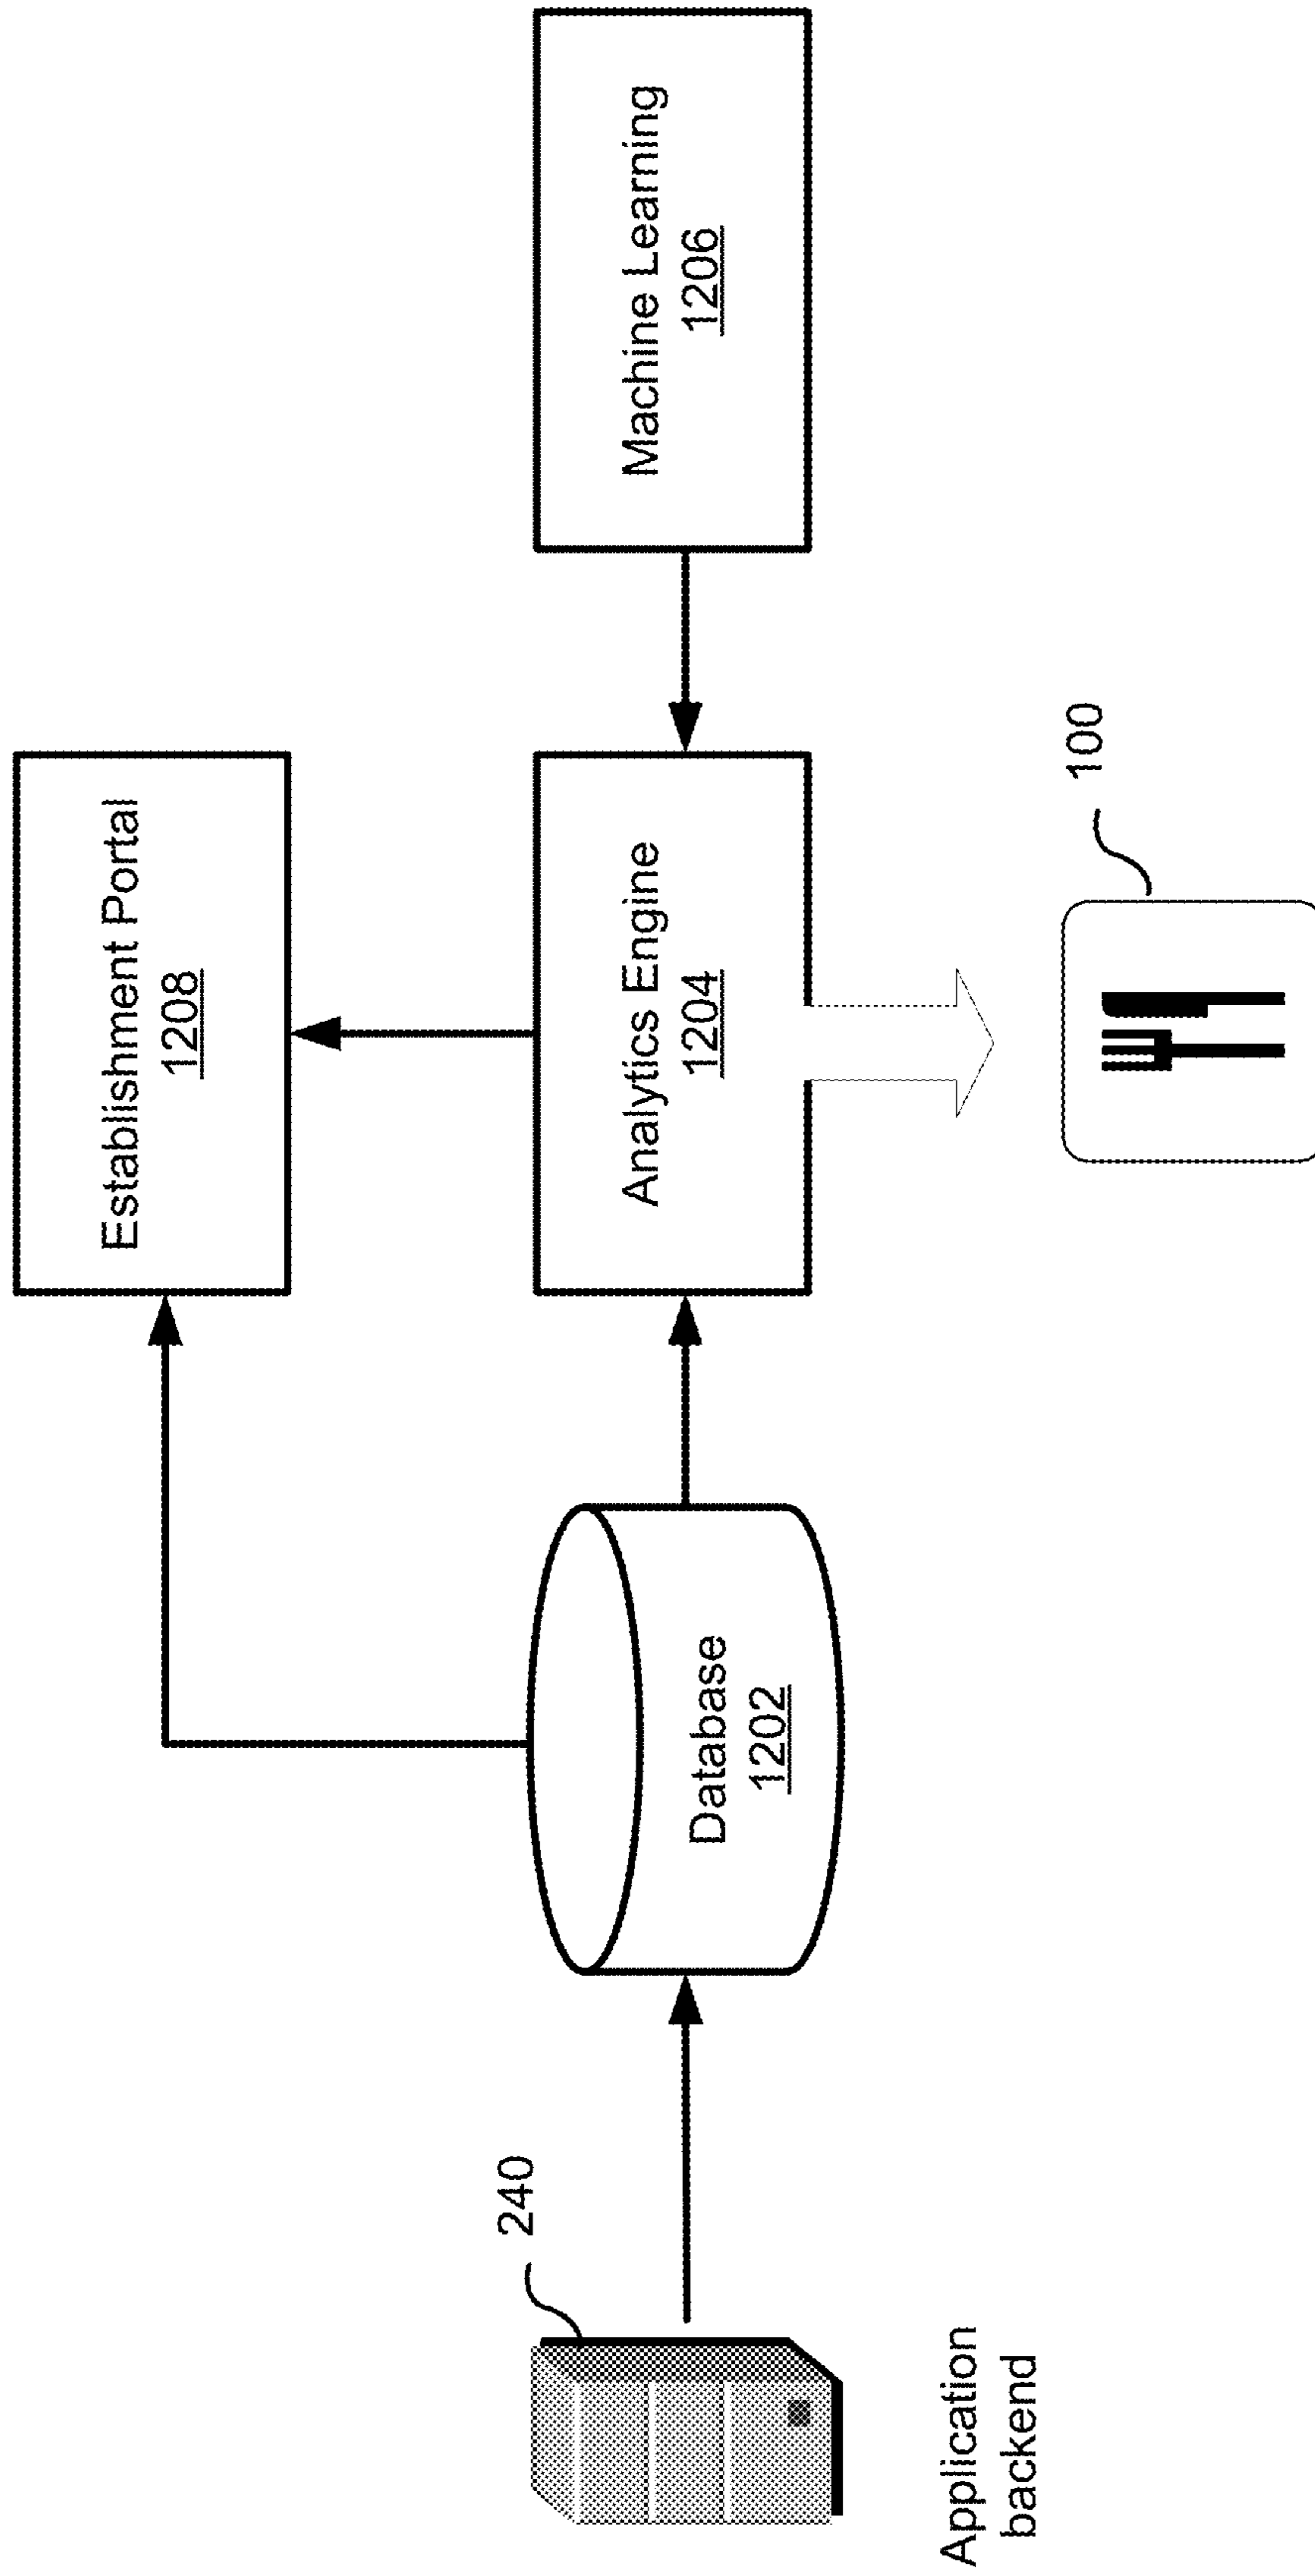 Establishment Portal
1208
240
Database
1202
Analytics Engine
1204
Machine Learning
1206
Application
backend
100